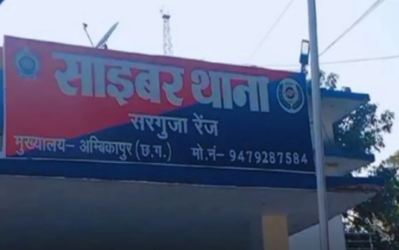 साइबर थाना
सरगुजा रेंज
मुख्यालय- अम्बिकापुर (छ.ग.) मो.नं- 9479287584